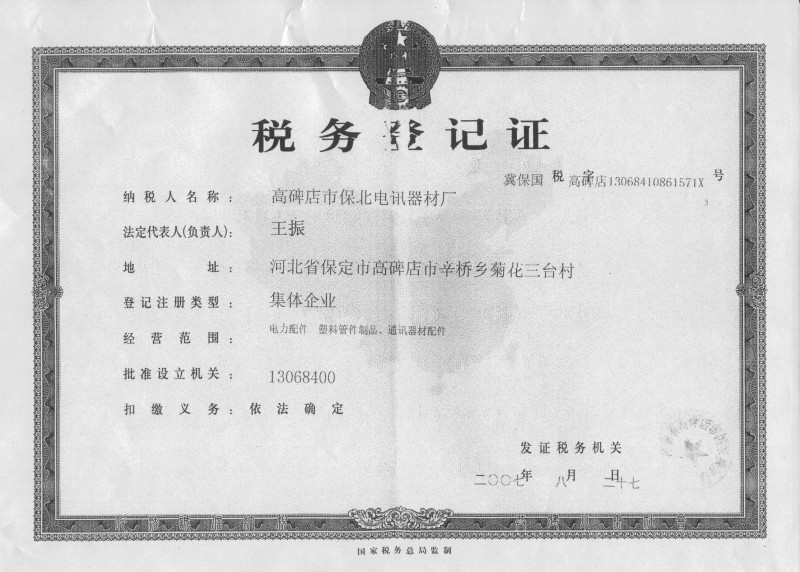 税务登记证
冀保国 税 字 高碑店13068410861571X 号
纳税人名称： 高碑店市保北电讯器材厂
法定代表人(负责人)： 王振
地址： 河北省保定市高碑店市辛桥乡菊花三台村
登记注册类型： 集体企业
经营范围： 电力配件 塑料管件制品、通讯器材配件
批准设立机关： 13068400
扣缴义务： 依法确定
发证税务机关
二〇〇七年 八月 二十七日
国家税务总局监制